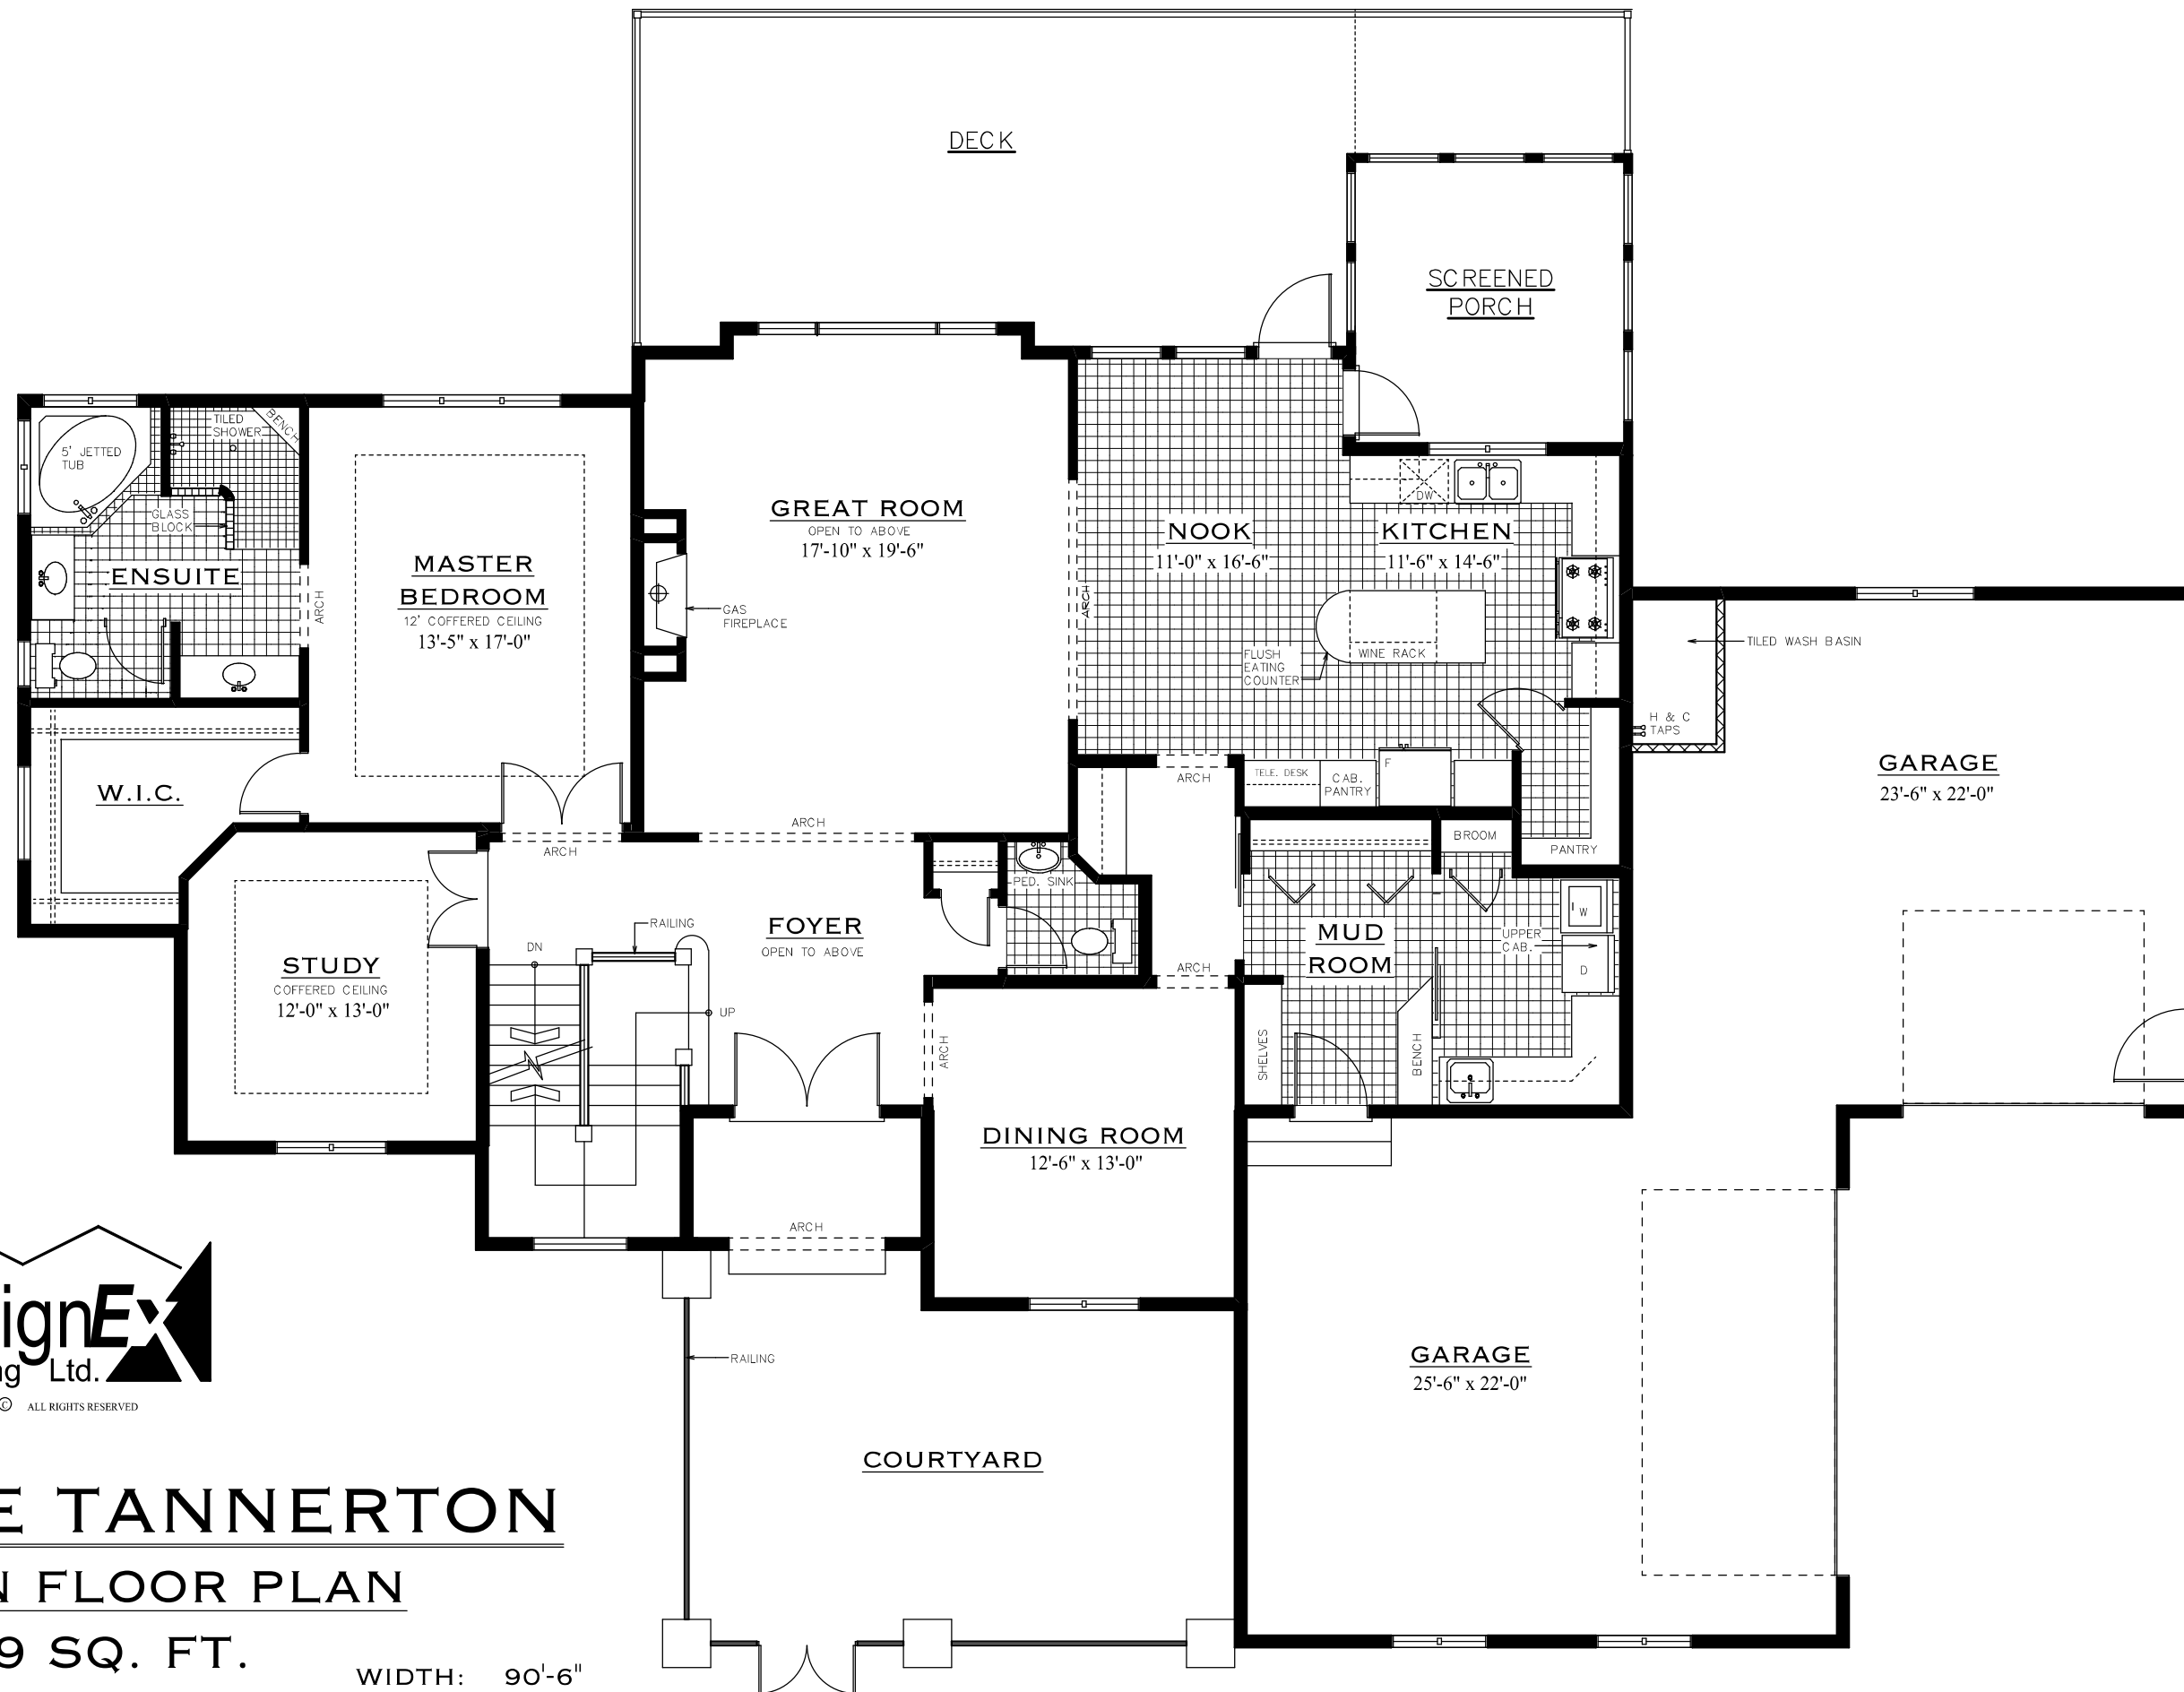 DECK
SCREENED
PORCH
TILED
SHOWER
BENCH
5' JETTED
TUB
GLASS
BLOCK
ENSUITE
ARCH
MASTER
BEDROOM
12' COFFERED CEILING
13'-5" x 17'-0"
GREAT ROOM
OPEN TO ABOVE
17'-10" x 19'-6"
GAS
FIREPLACE
ARCH
NOOK
11'-0" x 16'-6"
KITCHEN
11'-6" x 14'-6"
DW
WINE RACK
FLUSH
EATING
COUNTER
TILED WASH BASIN
H & C
TAPS
GARAGE
23'-6" x 22'-0"
W.I.C.
ARCH
ARCH
ARCH
TELE. DESK
CAB.
PANTRY
F
BROOM
PANTRY
PED. SINK
STUDY
COFFERED CEILING
12'-0" x 13'-0"
DN
RAILING
UP
FOYER
OPEN TO ABOVE
ARCH
ARCH
MUD
ROOM
UPPER
CAB.
W
D
SHELVES
BENCH
DINING ROOM
12'-6" x 13'-0"
ARCH
RAILING
GARAGE
25'-6" x 22'-0"
COURTYARD
ignEx
ng Ltd.
© ALL RIGHTS RESERVED
E TANNERTON
N FLOOR PLAN
9 SQ. FT.
WIDTH: 90'-6"